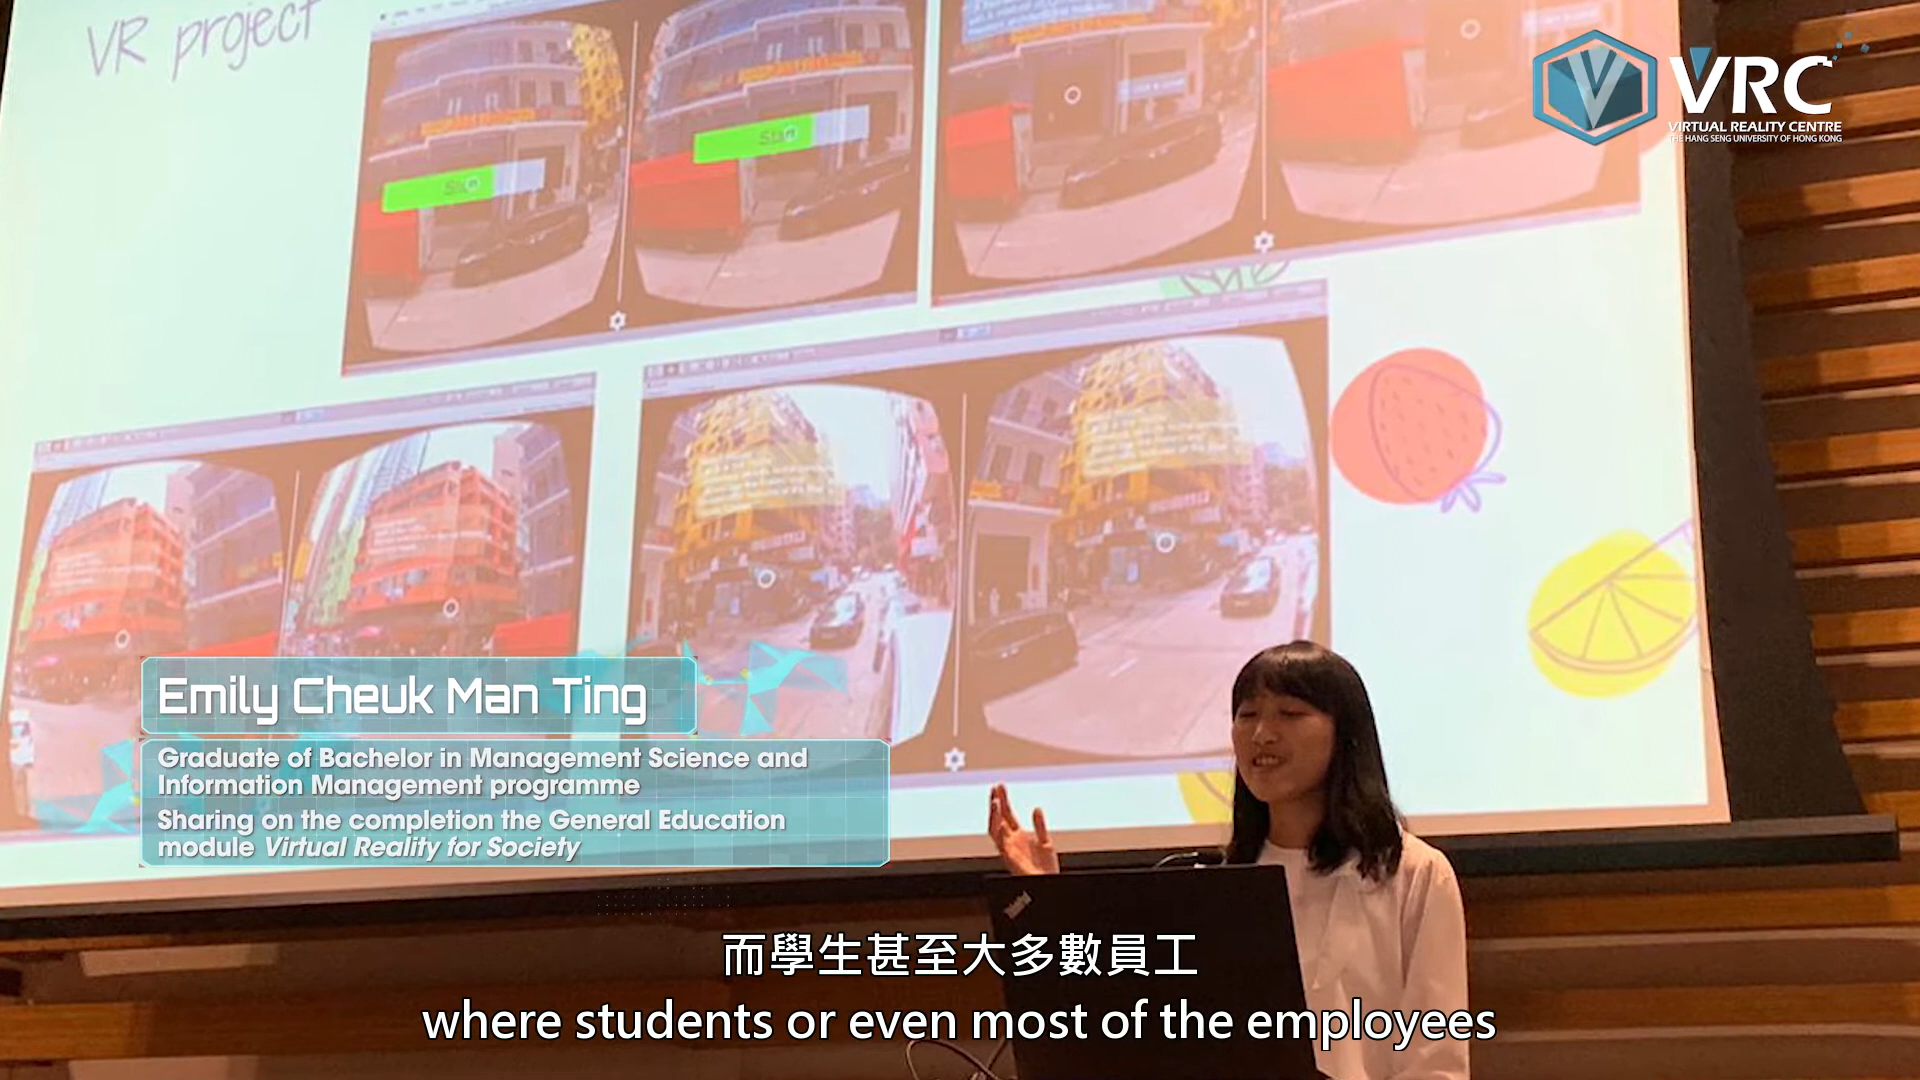 VR project
VRC
VIRTUAL REALITY CENTRE
THE HANG SENG UNIVERSITY OF HONG KONG
Start
Start
Emily Cheuk Man Ting
Graduate of Bachelor in Management Science and
Information Management programme
Sharing on the completion the General Education
module Virtual Reality for Society
ThinkPad
而學生甚至大多數員工
where students or even most of the employees